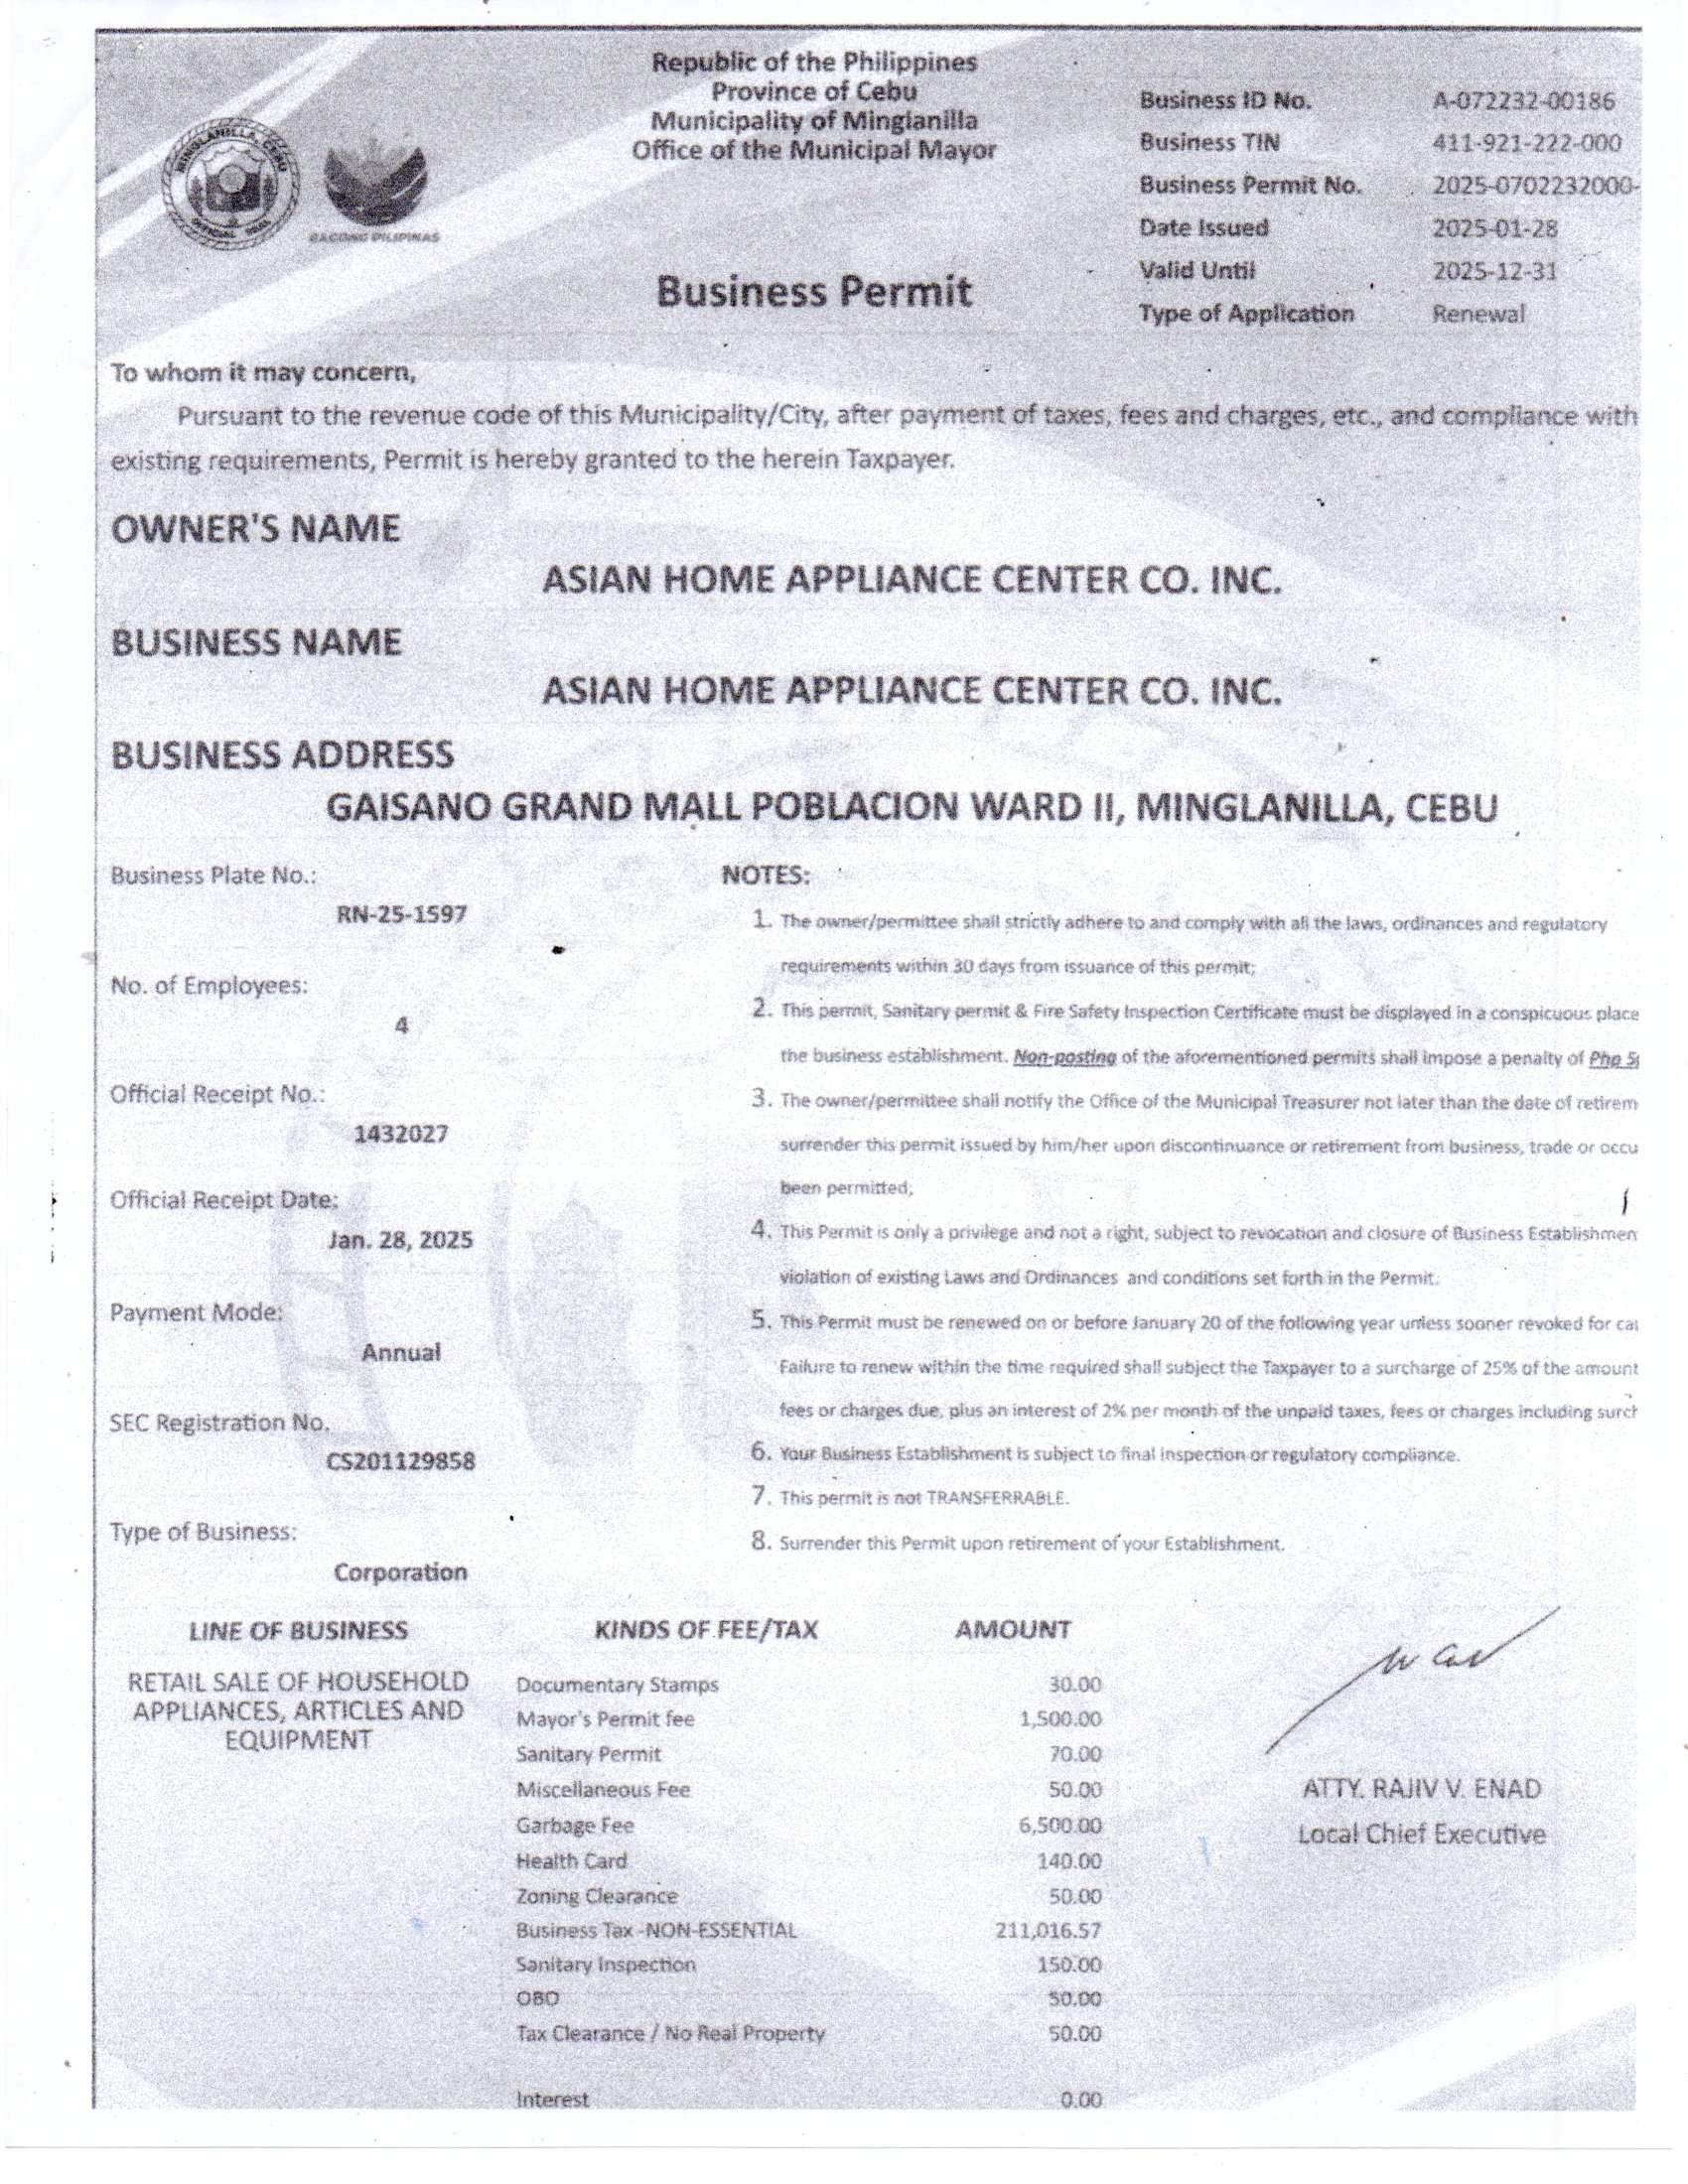 Republic of the Philippines
Province of Cebu
Municipality of Minglanilla
Office of the Municipal Mayor
MINGLANILLA, CEBU
OFFICIAL SEAL
BAGONG PILIPINAS
Business Permit
Business ID No. A-072232-00186
Business TIN 411-921-222-000
Business Permit No. 2025-0702232000-
Date Issued 2025-01-28
Valid Until 2025-12-31
Type of Application Renewal
To whom it may concern,
Pursuant to the revenue code of this Municipality/City, after payment of taxes, fees and charges, etc., and compliance with
existing requirements, Permit is hereby granted to the herein Taxpayer.
OWNER'S NAME
ASIAN HOME APPLIANCE CENTER CO. INC.
BUSINESS NAME
ASIAN HOME APPLIANCE CENTER CO. INC.
BUSINESS ADDRESS
GAISANO GRAND MALL POBLACION WARD II, MINGLANILLA, CEBU
Business Plate No.:
RN-25-1597
No. of Employees:
4
Official Receipt No.:
1432027
Official Receipt Date:
Jan. 28, 2025
Payment Mode:
Annual
SEC Registration No.
CS201129858
Type of Business:
Corporation
NOTES:
1. The owner/permittee shall strictly adhere to and comply with all the laws, ordinances and regulatory
requirements within 30 days from issuance of this permit;
2. This permit, Sanitary permit & Fire Safety Inspection Certificate must be displayed in a conspicuous place
the business establishment. Non-posting of the aforementioned permits shall impose a penalty of Php 5
3. The owner/permittee shall notify the Office of the Municipal Treasurer not later than the date of retirem
surrender this permit issued by him/her upon discontinuance or retirement from business, trade or occu
been permitted;
4. This Permit is only a privilege and not a right, subject to revocation and closure of Business Establishmen
violation of existing Laws and Ordinances and conditions set forth in the Permit.
5. This Permit must be renewed on or before January 20 of the following year unless sooner revoked for cau
Failure to renew within the time required shall subject the Taxpayer to a surcharge of 25% of the amount
fees or charges due, plus an interest of 2% per month of the unpaid taxes, fees or charges including surch
6. Your Business Establishment is subject to final inspection or regulatory compliance.
7. This permit is not TRANSFERRABLE.
8. Surrender this Permit upon retirement of your Establishment.
LINE OF BUSINESS KINDS OF FEE/TAX AMOUNT
RETAIL SALE OF HOUSEHOLD
APPLIANCES, ARTICLES AND
EQUIPMENT
Documentary Stamps 30.00
Mayor's Permit fee 1,500.00
Sanitary Permit 70.00
Miscellaneous Fee 50.00
Garbage Fee 6,500.00
Health Card 140.00
Zoning Clearance 50.00
Business Tax -NON-ESSENTIAL 211,016.57
Sanitary Inspection 150.00
OBO 50.00
Tax Clearance / No Real Property 50.00
Interest 0.00
ATTY. RAJIV V. ENAD
Local Chief Executive